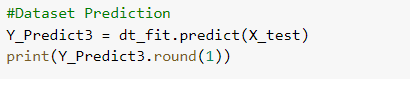 #Dataset Prediction
Y_Predict3 = dt_fit.predict(X_test)
print(Y_Predict3.round(1))